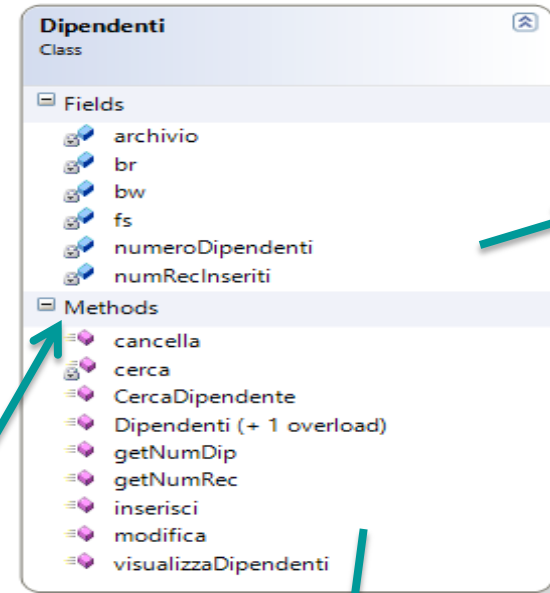 Dipendenti
Class
Fields
archivio
br
bw
fs
numeroDipendenti
numRecInseriti
Methods
cancella
cerca
CercaDipendente
Dipendenti (+ 1 overload)
getNumDip
getNumRec
inserisci
modifica
visualizzaDipendenti